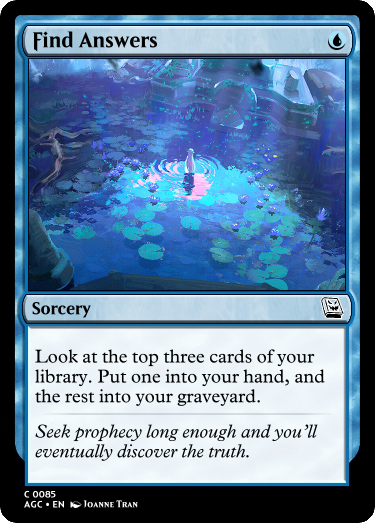 Find Answers
Sorcery
Look at the top three cards of your
library. Put one into your hand, and
the rest into your graveyard.
Seek prophecy long enough and you'll
eventually discover the truth.
C 0085
AGC • EN Joanne Tran